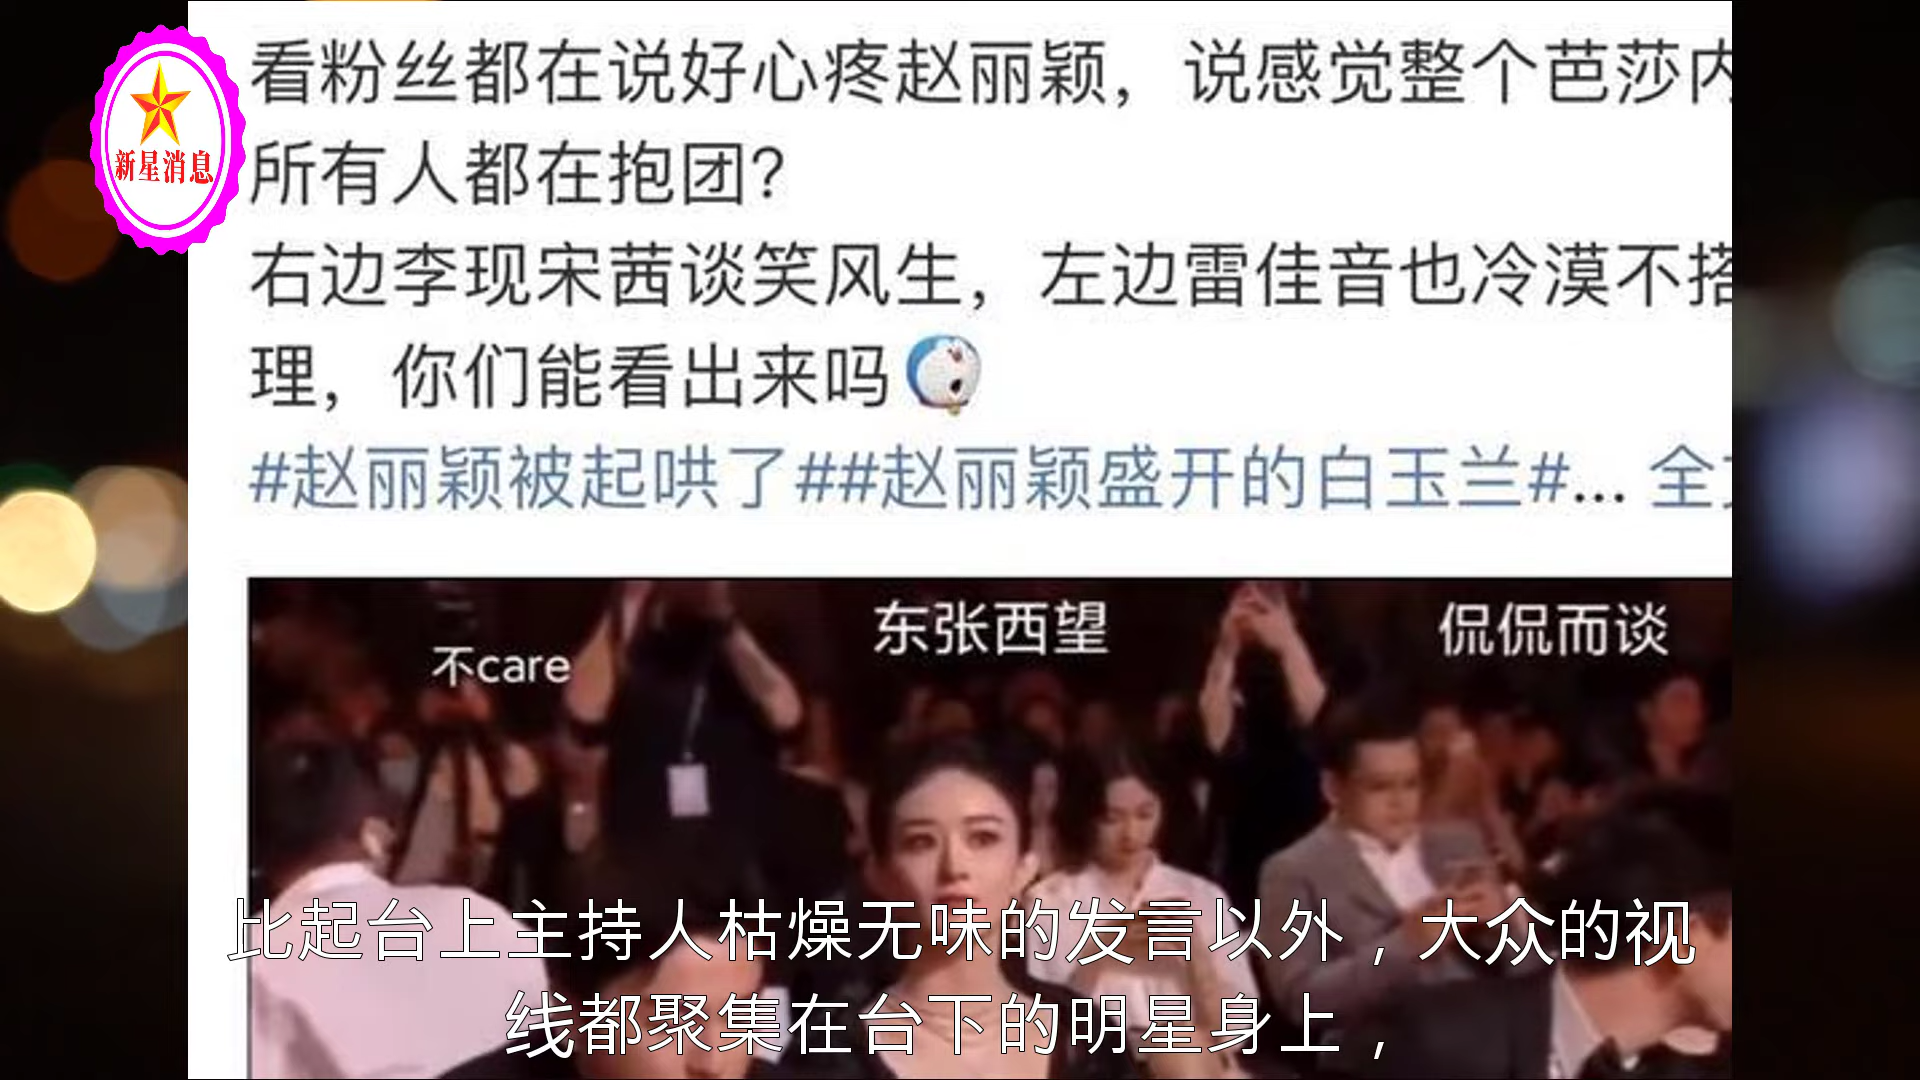 新星消息
看粉丝都在说好心疼赵丽颖，说感觉整个芭莎内
所有人都在抱团？
右边李现宋茜谈笑风生，左边雷佳音也冷漠不搭
理，你们能看出来吗
#赵丽颖被起哄了##赵丽颖盛开的白玉兰#... 全
不care
东张西望
侃侃而谈
比起台上主持人枯燥无味的发言以外，大众的视
线都聚集在台下的明星身上，